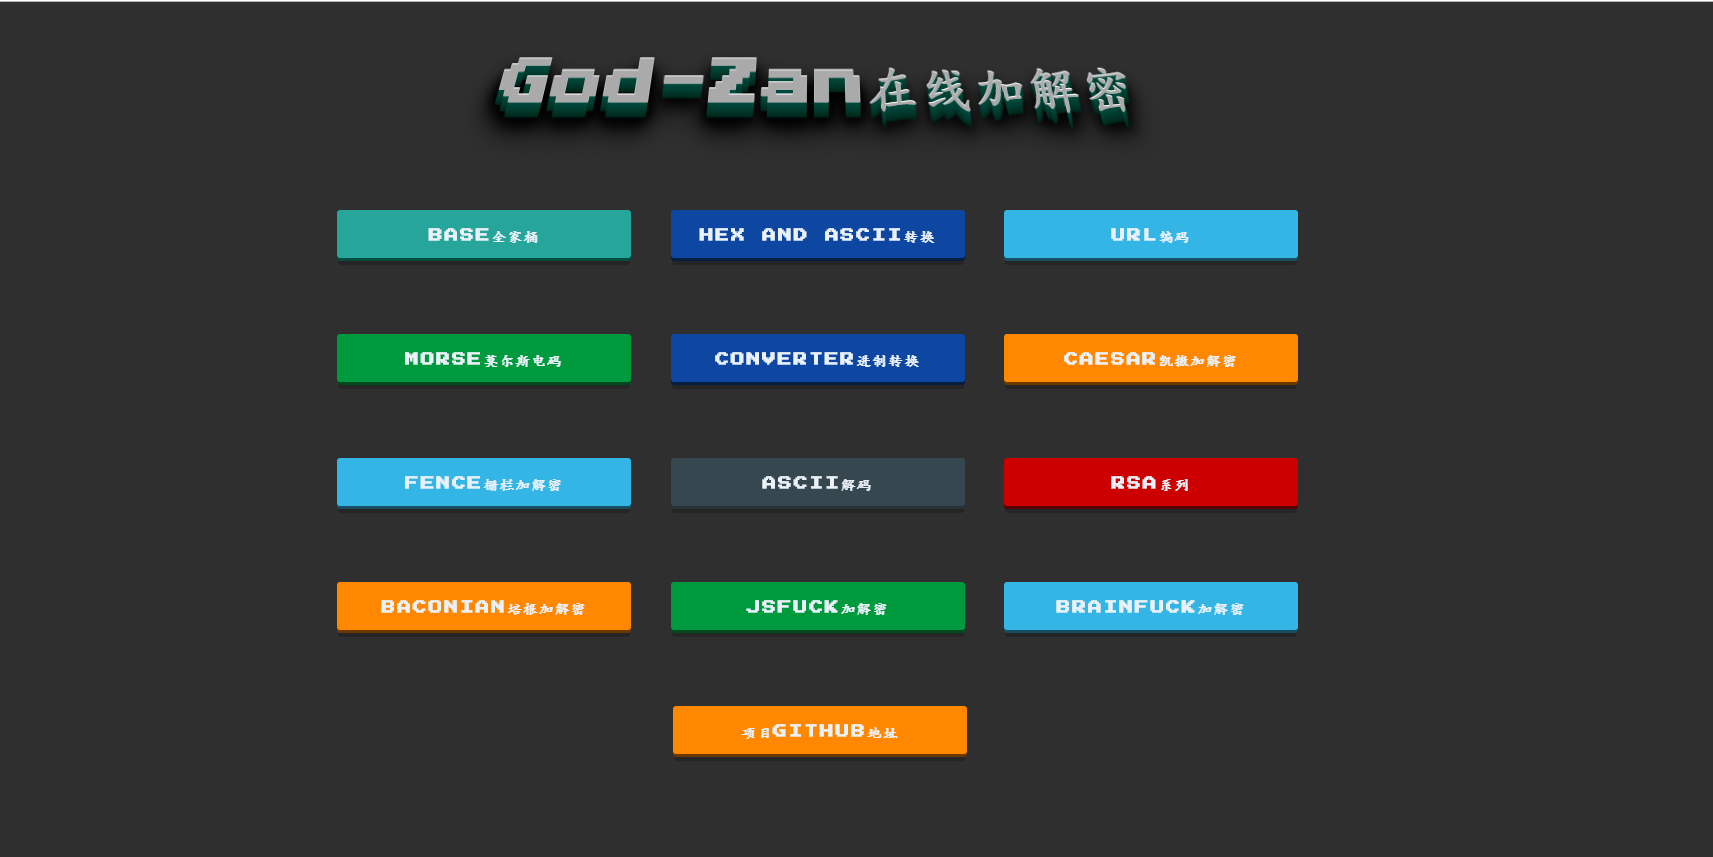 God-Zan在线加解密
BASE全家桶
HEX AND ASCII转换
URL编码
MORSE莫尔斯电码
CONVERTER进制转换
CAESAR凯撒加解密
FENCE栅栏加解密
ASCII解码
RSA系列
BACONIAN培根加解密
JSFUCK加解密
BRAINFUCK加解密
项目GITHUB地址